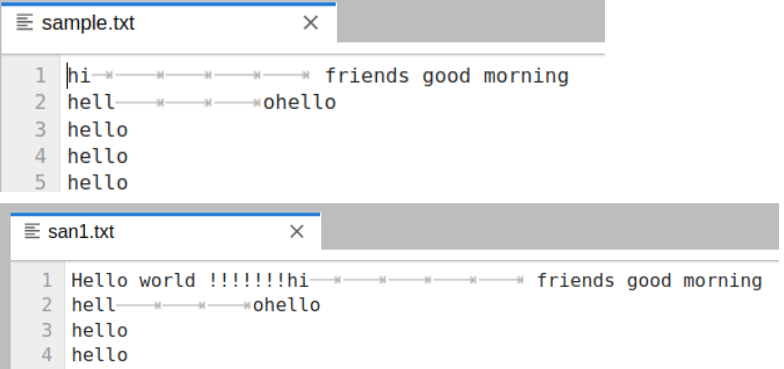 sample.txt
1 hi friends good morning
2 hell ohello
3 hello
4 hello
5 hello
san1.txt
1 Hello world !!!!!!!hi friends good morning
2 hell ohello
3 hello
4 hello